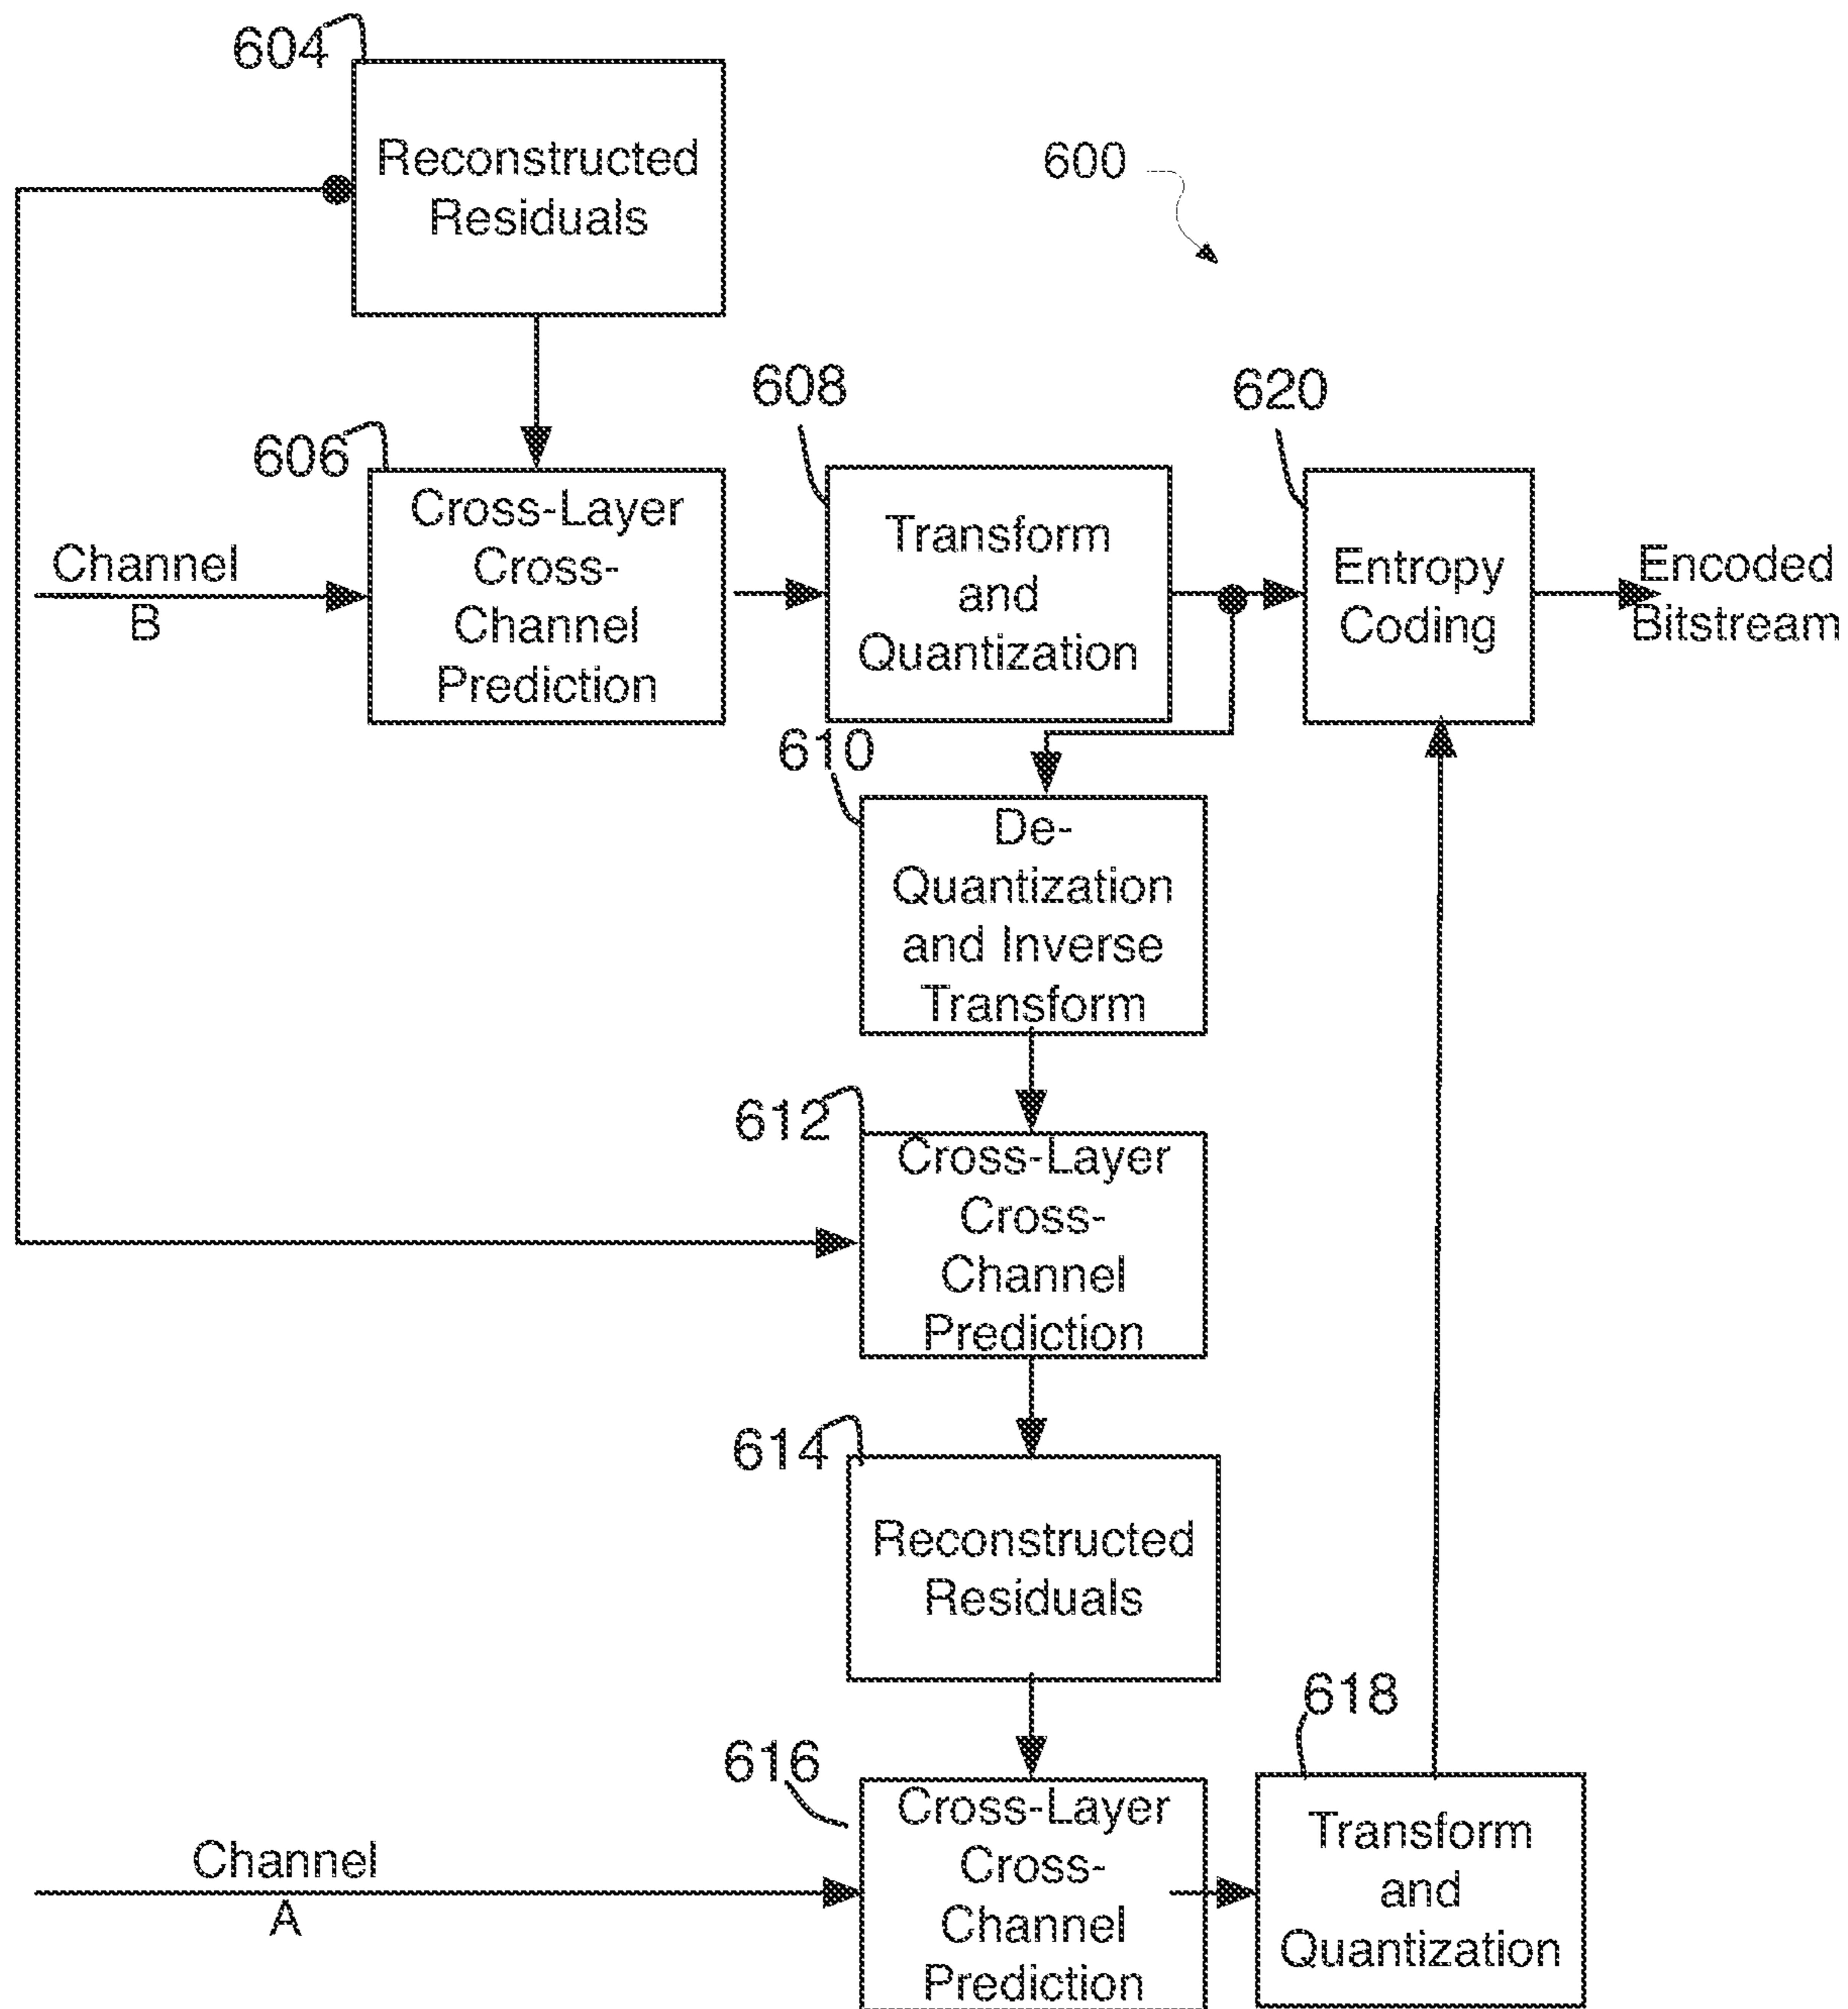 604
Reconstructed
Residuals
600
608
620
606
Cross-Layer
Cross-
Channel
Prediction
Channel
B
Transform
and
Quantization
Entropy
Coding
Encoded
Bitstream
610
De-
Quantization
and Inverse
Transform
612
Cross-Layer
Cross-
Channel
Prediction
614
Reconstructed
Residuals
618
616
Cross-Layer
Cross-
Channel
Prediction
Channel
A
Transform
and
Quantization